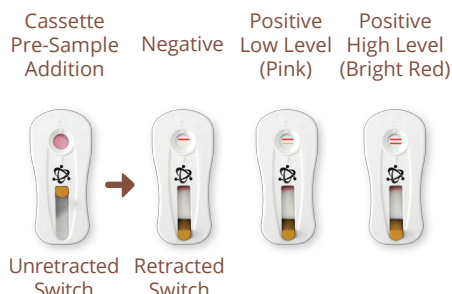 Cassette
Pre-Sample
Addition
Negative
Positive
Low Level
(Pink)
Positive
High Level
(Bright Red)
Unretracted
Switch
Retracted
Switch